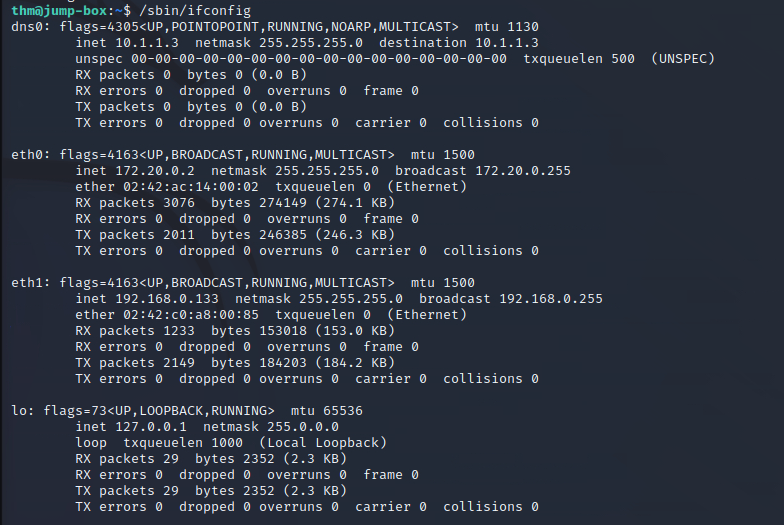 thm@jump-box:~$ /sbin/ifconfig
dns0: flags=4305<UP,POINTOPOINT,RUNNING,NOARP,MULTICAST>  mtu 1130
        inet 10.1.1.3  netmask 255.255.255.0  destination 10.1.1.3
        unspec 00-00-00-00-00-00-00-00-00-00-00-00-00-00-00-00  txqueuelen 500  (UNSPEC)
        RX packets 0  bytes 0 (0.0 B)
        RX errors 0  dropped 0  overruns 0  frame 0
        TX packets 0  bytes 0 (0.0 B)
        TX errors 0  dropped 0 overruns 0  carrier 0  collisions 0

eth0: flags=4163<UP,BROADCAST,RUNNING,MULTICAST>  mtu 1500
        inet 172.20.0.2  netmask 255.255.255.0  broadcast 172.20.0.255
        ether 02:42:ac:14:00:02  txqueuelen 0  (Ethernet)
        RX packets 3076  bytes 274149 (274.1 KB)
        RX errors 0  dropped 0  overruns 0  frame 0
        TX packets 2011  bytes 246385 (246.3 KB)
        TX errors 0  dropped 0 overruns 0  carrier 0  collisions 0

eth1: flags=4163<UP,BROADCAST,RUNNING,MULTICAST>  mtu 1500
        inet 192.168.0.133  netmask 255.255.255.0  broadcast 192.168.0.255
        ether 02:42:c0:a8:00:85  txqueuelen 0  (Ethernet)
        RX packets 1233  bytes 153018 (153.0 KB)
        RX errors 0  dropped 0  overruns 0  frame 0
        TX packets 2149  bytes 184203 (184.2 KB)
        TX errors 0  dropped 0 overruns 0  carrier 0  collisions 0

lo: flags=73<UP,LOOPBACK,RUNNING>  mtu 65536
        inet 127.0.0.1  netmask 255.0.0.0
        loop  txqueuelen 1000  (Local Loopback)
        RX packets 29  bytes 2352 (2.3 KB)
        RX errors 0  dropped 0  overruns 0  frame 0
        TX packets 29  bytes 2352 (2.3 KB)
        TX errors 0  dropped 0 overruns 0  carrier 0  collisions 0